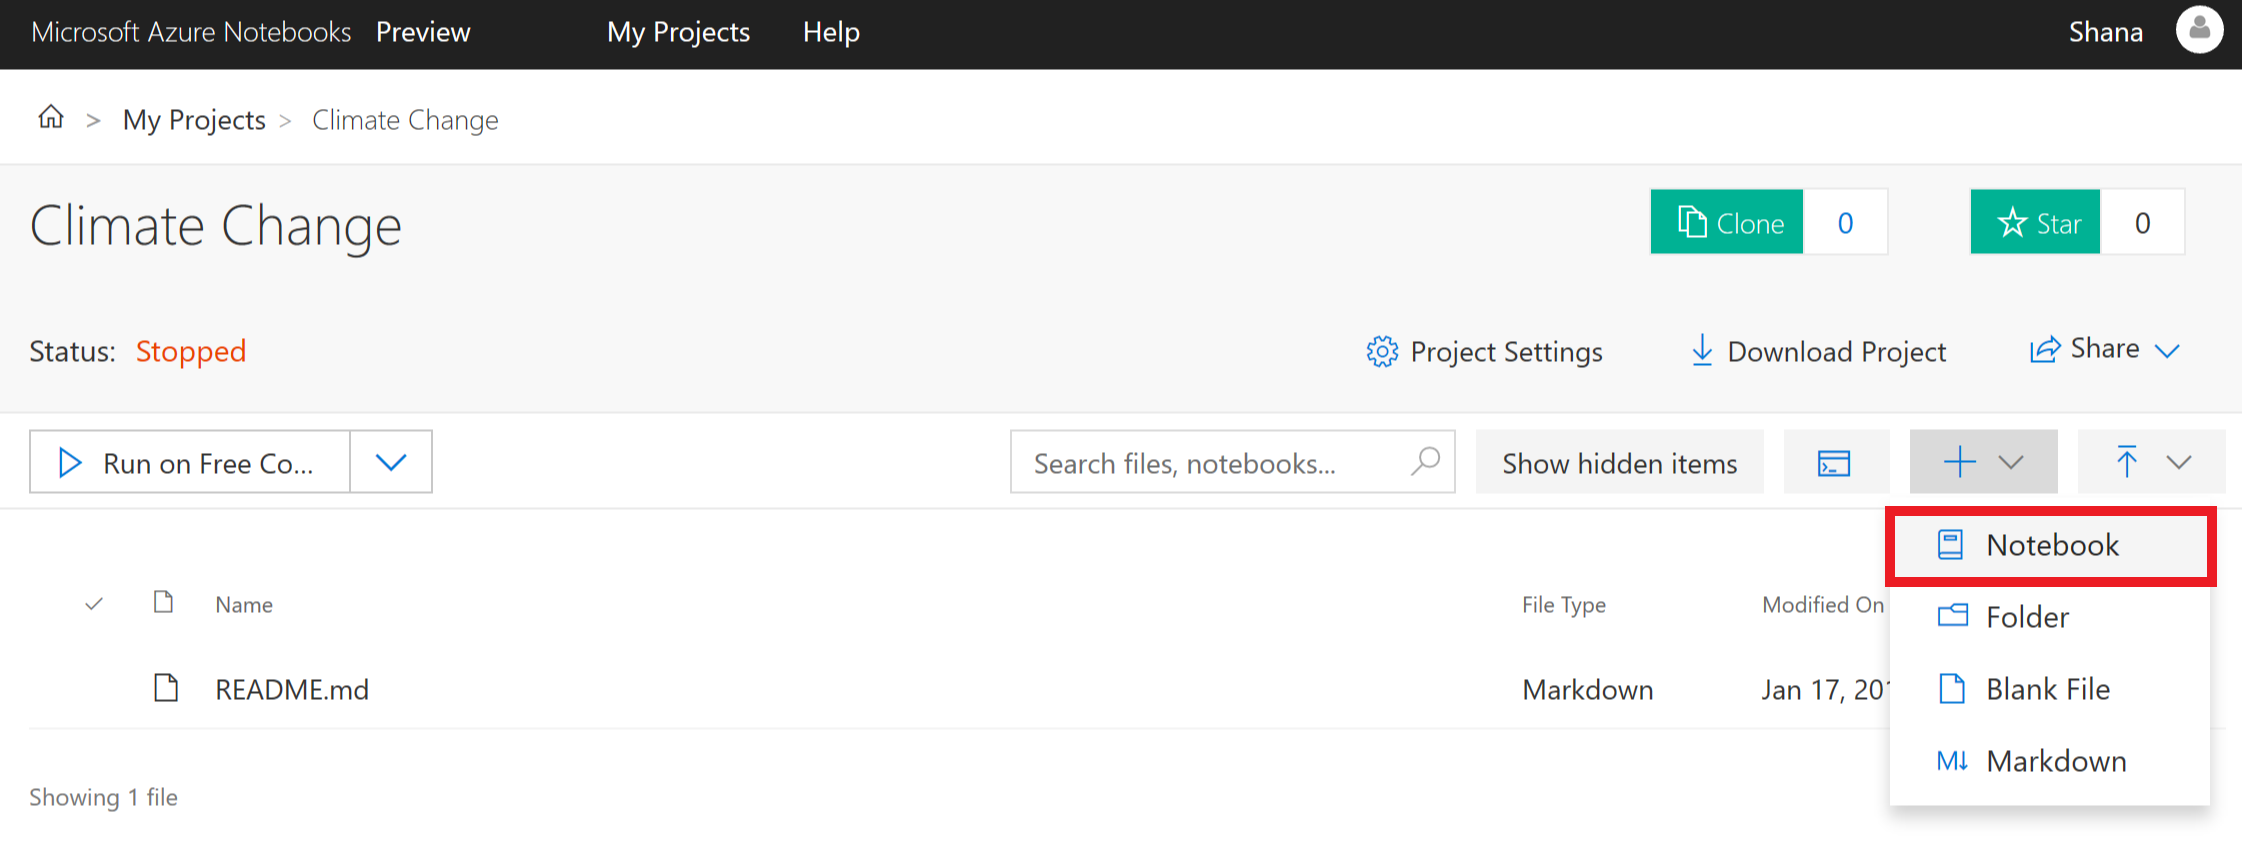 Microsoft Azure Notebooks Preview My Projects Help Shana
> My Projects > Climate Change
Climate Change
Clone 0 Star 0
Status: Stopped
Project Settings Download Project Share
Run on Free Co... Search files, notebooks... Show hidden items
Notebook
Name File Type Modified On
Folder
README.md Markdown Jan 17, 201
Blank File
M↓ Markdown
Showing 1 file